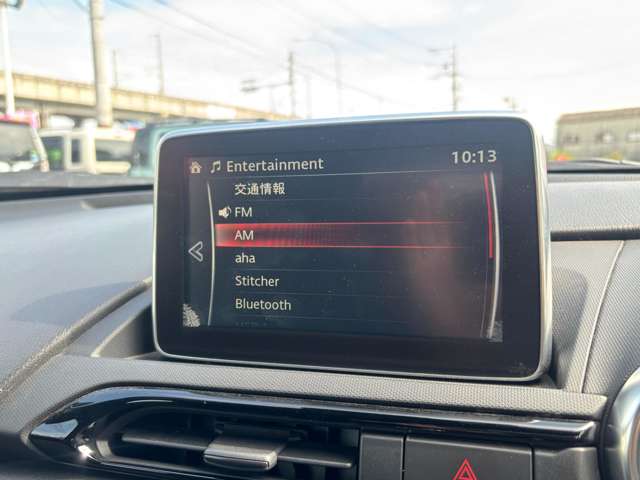 Entertainment 10:13
交通情報
FM
AM
aha
Stitcher
Bluetooth